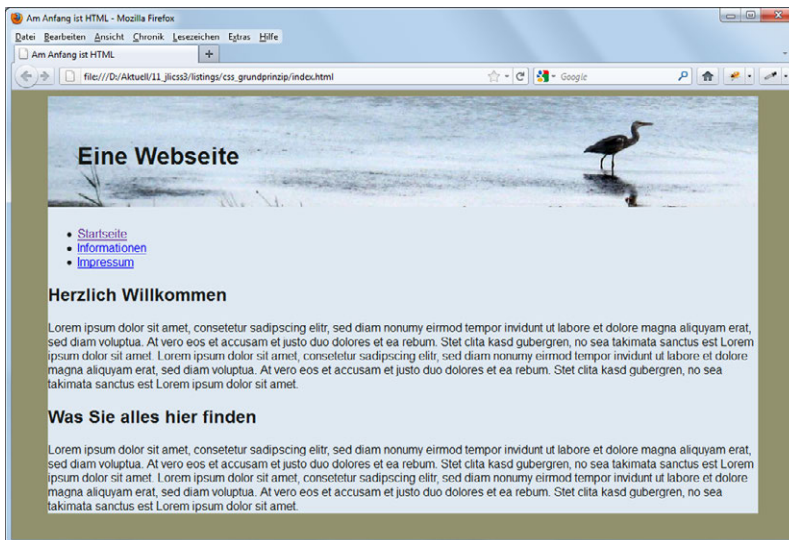 Am Anfang ist HTML - Mozilla Firefox
Datei Bearbeiten Ansicht Chronik Lesezeichen Extras Hilfe
Am Anfang ist HTML +
file:///D:/Aktuell/11_jlicss3/listings/css_grundprinzip/index.html Google
Eine Webseite
Startseite
Informationen
Impressum
Herzlich Willkommen
Lorem ipsum dolor sit amet, consetetur sadipscing elitr, sed diam nonumy eirmod tempor invidunt ut labore et dolore magna aliquyam erat,
sed diam voluptua. At vero eos et accusam et justo duo dolores et ea rebum. Stet clita kasd gubergren, no sea takimata sanctus est Lorem
ipsum dolor sit amet. Lorem ipsum dolor sit amet, consetetur sadipscing elitr, sed diam nonumy eirmod tempor invidunt ut labore et dolore
magna aliquyam erat, sed diam voluptua. At vero eos et accusam et justo duo dolores et ea rebum. Stet clita kasd gubergren, no sea
takimata sanctus est Lorem ipsum dolor sit amet.
Was Sie alles hier finden
Lorem ipsum dolor sit amet, consetetur sadipscing elitr, sed diam nonumy eirmod tempor invidunt ut labore et dolore magna aliquyam erat,
sed diam voluptua. At vero eos et accusam et justo duo dolores et ea rebum. Stet clita kasd gubergren, no sea takimata sanctus est Lorem
ipsum dolor sit amet. Lorem ipsum dolor sit amet, consetetur sadipscing elitr, sed diam nonumy eirmod tempor invidunt ut labore et dolore
magna aliquyam erat, sed diam voluptua. At vero eos et accusam et justo duo dolores et ea rebum. Stet clita kasd gubergren, no sea
takimata sanctus est Lorem ipsum dolor sit amet.